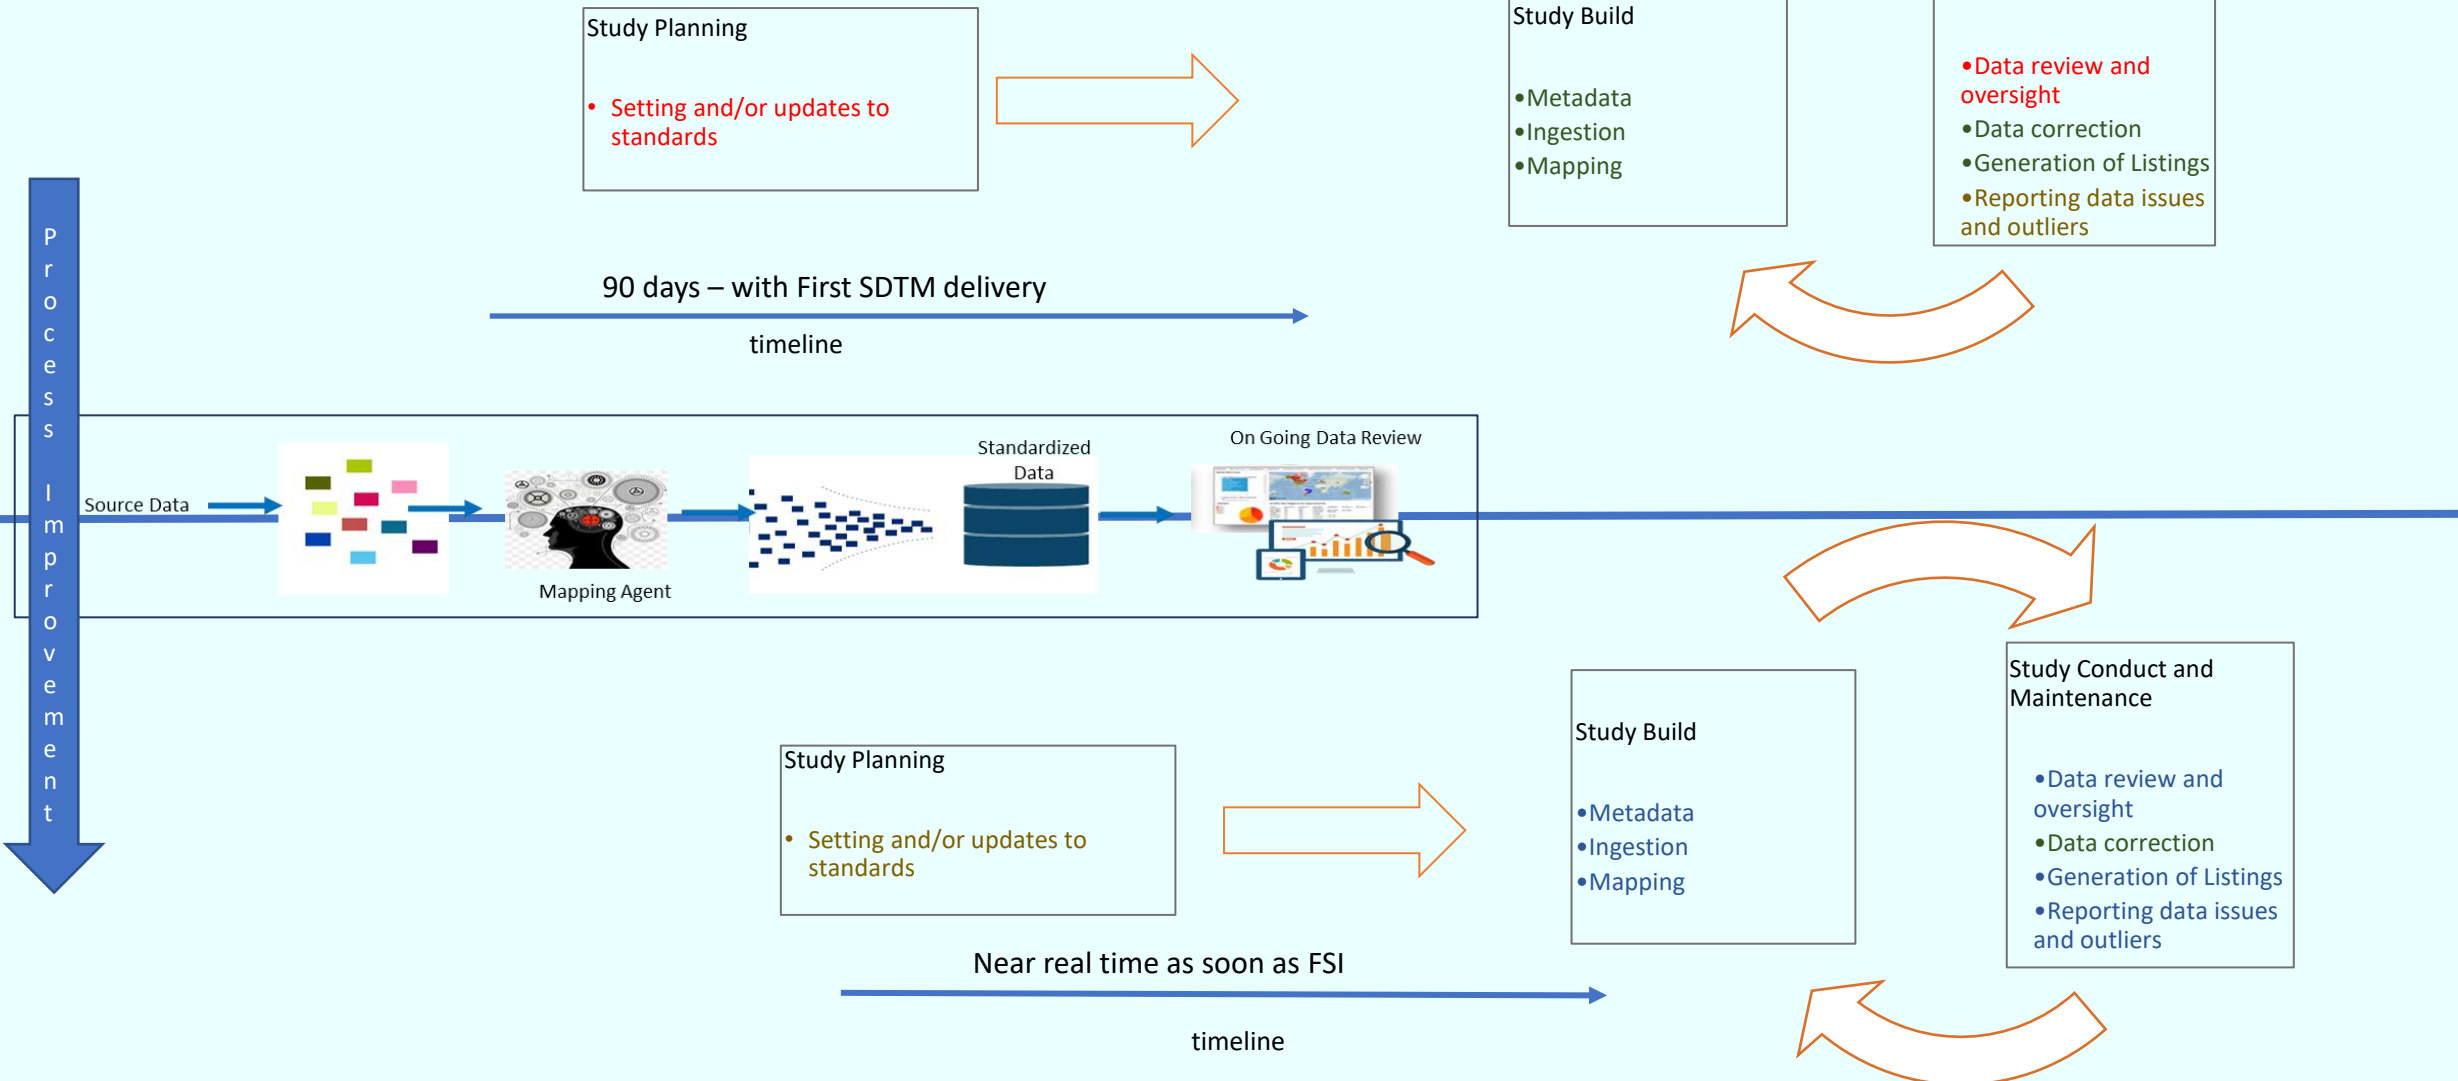 Study Planning
• Setting and/or updates to
standards
Study Build
•Metadata
•Ingestion
•Mapping
•Data review and
oversight
•Data correction
•Generation of Listings
•Reporting data issues
and outliers
90 days – with First SDTM delivery
timeline
Process Improvement
Source Data
Mapping Agent
Standardized
Data
On Going Data Review
Study Planning
• Setting and/or updates to
standards
Study Build
•Metadata
•Ingestion
•Mapping
Study Conduct and
Maintenance
•Data review and
oversight
•Data correction
•Generation of Listings
•Reporting data issues
and outliers
Near real time as soon as FSI
timeline